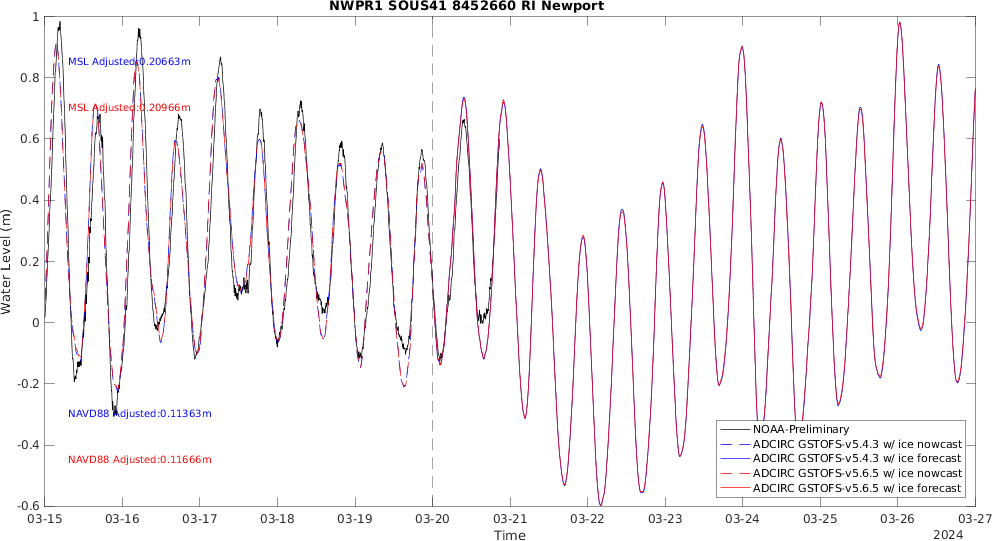 NWPR1 SOUS41 8452660 RI Newport
1
0.8
0.6
0.4
0.2
0
-0.2
-0.4
-0.6
Water Level (m)
MSL Adjusted:0.20663m
MSL Adjusted:0.20966m
NAVD88 Adjusted:0.11363m
NAVD88 Adjusted:0.11666m
NOAA-Preliminary
ADCIRC GSTOFS-v5.4.3 w/ ice nowcast
ADCIRC GSTOFS-v5.4.3 w/ ice forecast
ADCIRC GSTOFS-v5.6.5 w/ ice nowcast
ADCIRC GSTOFS-v5.6.5 w/ ice forecast
03-15 03-16 03-17 03-18 03-19 03-20 03-21 03-22 03-23 03-24 03-25 03-26 03-27
Time
2024